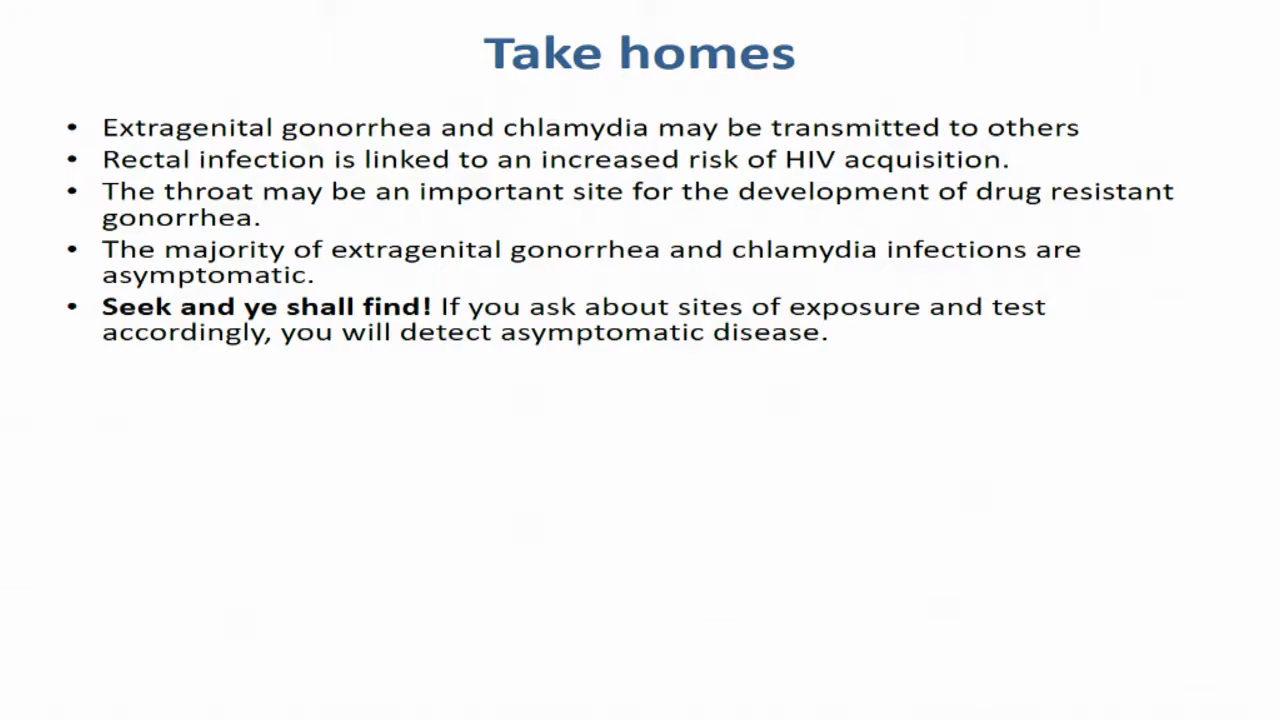 Take homes
• Extragenital gonorrhea and chlamydia may be transmitted to others
• Rectal infection is linked to an increased risk of HIV acquisition.
• The throat may be an important site for the development of drug resistant
gonorrhea.
• The majority of extragenital gonorrhea and chlamydia infections are
asymptomatic.
• Seek and ye shall find! If you ask about sites of exposure and test
accordingly, you will detect asymptomatic disease.